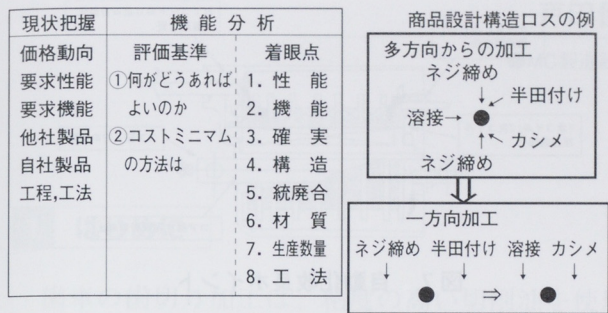 現状把握
機能分析
価格動向
要求性能
要求機能
他社製品
自社製品
工程,工法
評価基準
①何がどうあれば
よいのか
②コストミニマム
の方法は
着眼点
1．性　能
2．機　能
3．確　実
4．構　造
5．統廃合
6．材　質
7．生産数量
8．工　法
商品設計構造ロスの例
多方向からの加工
ネジ締め
半田付け
溶接→
カシメ
ネジ締め
一方向加工
ネジ締め 半田付け 溶接 カシメ
⇒